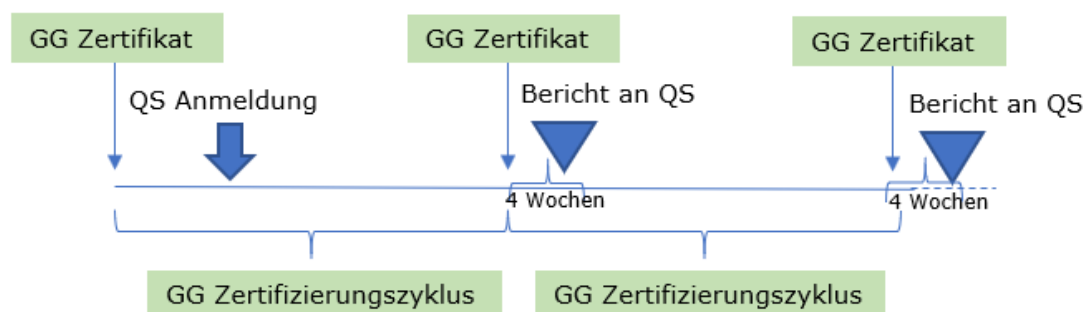 GG Zertifikat
GG Zertifikat
GG Zertifikat
QS Anmeldung
Bericht an QS
Bericht an QS
4 Wochen
4 Wochen
GG Zertifizierungszyklus
GG Zertifizierungszyklus